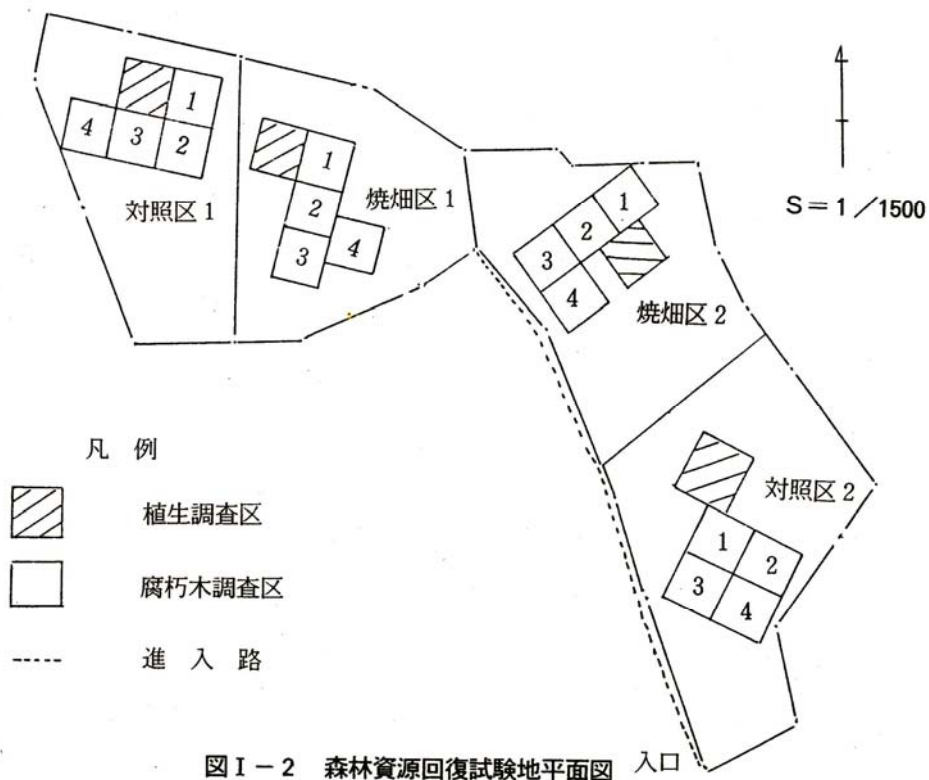 1
4 3 2
対照区1
1
2
3 4
焼畑区1
1
2
3
4
焼畑区2
S=1/1500
対照区2
1 2
3 4
凡 例
植生調査区
腐朽木調査区
進 入 路
入口
図Ⅰ-2 森林資源回復試験地平面図